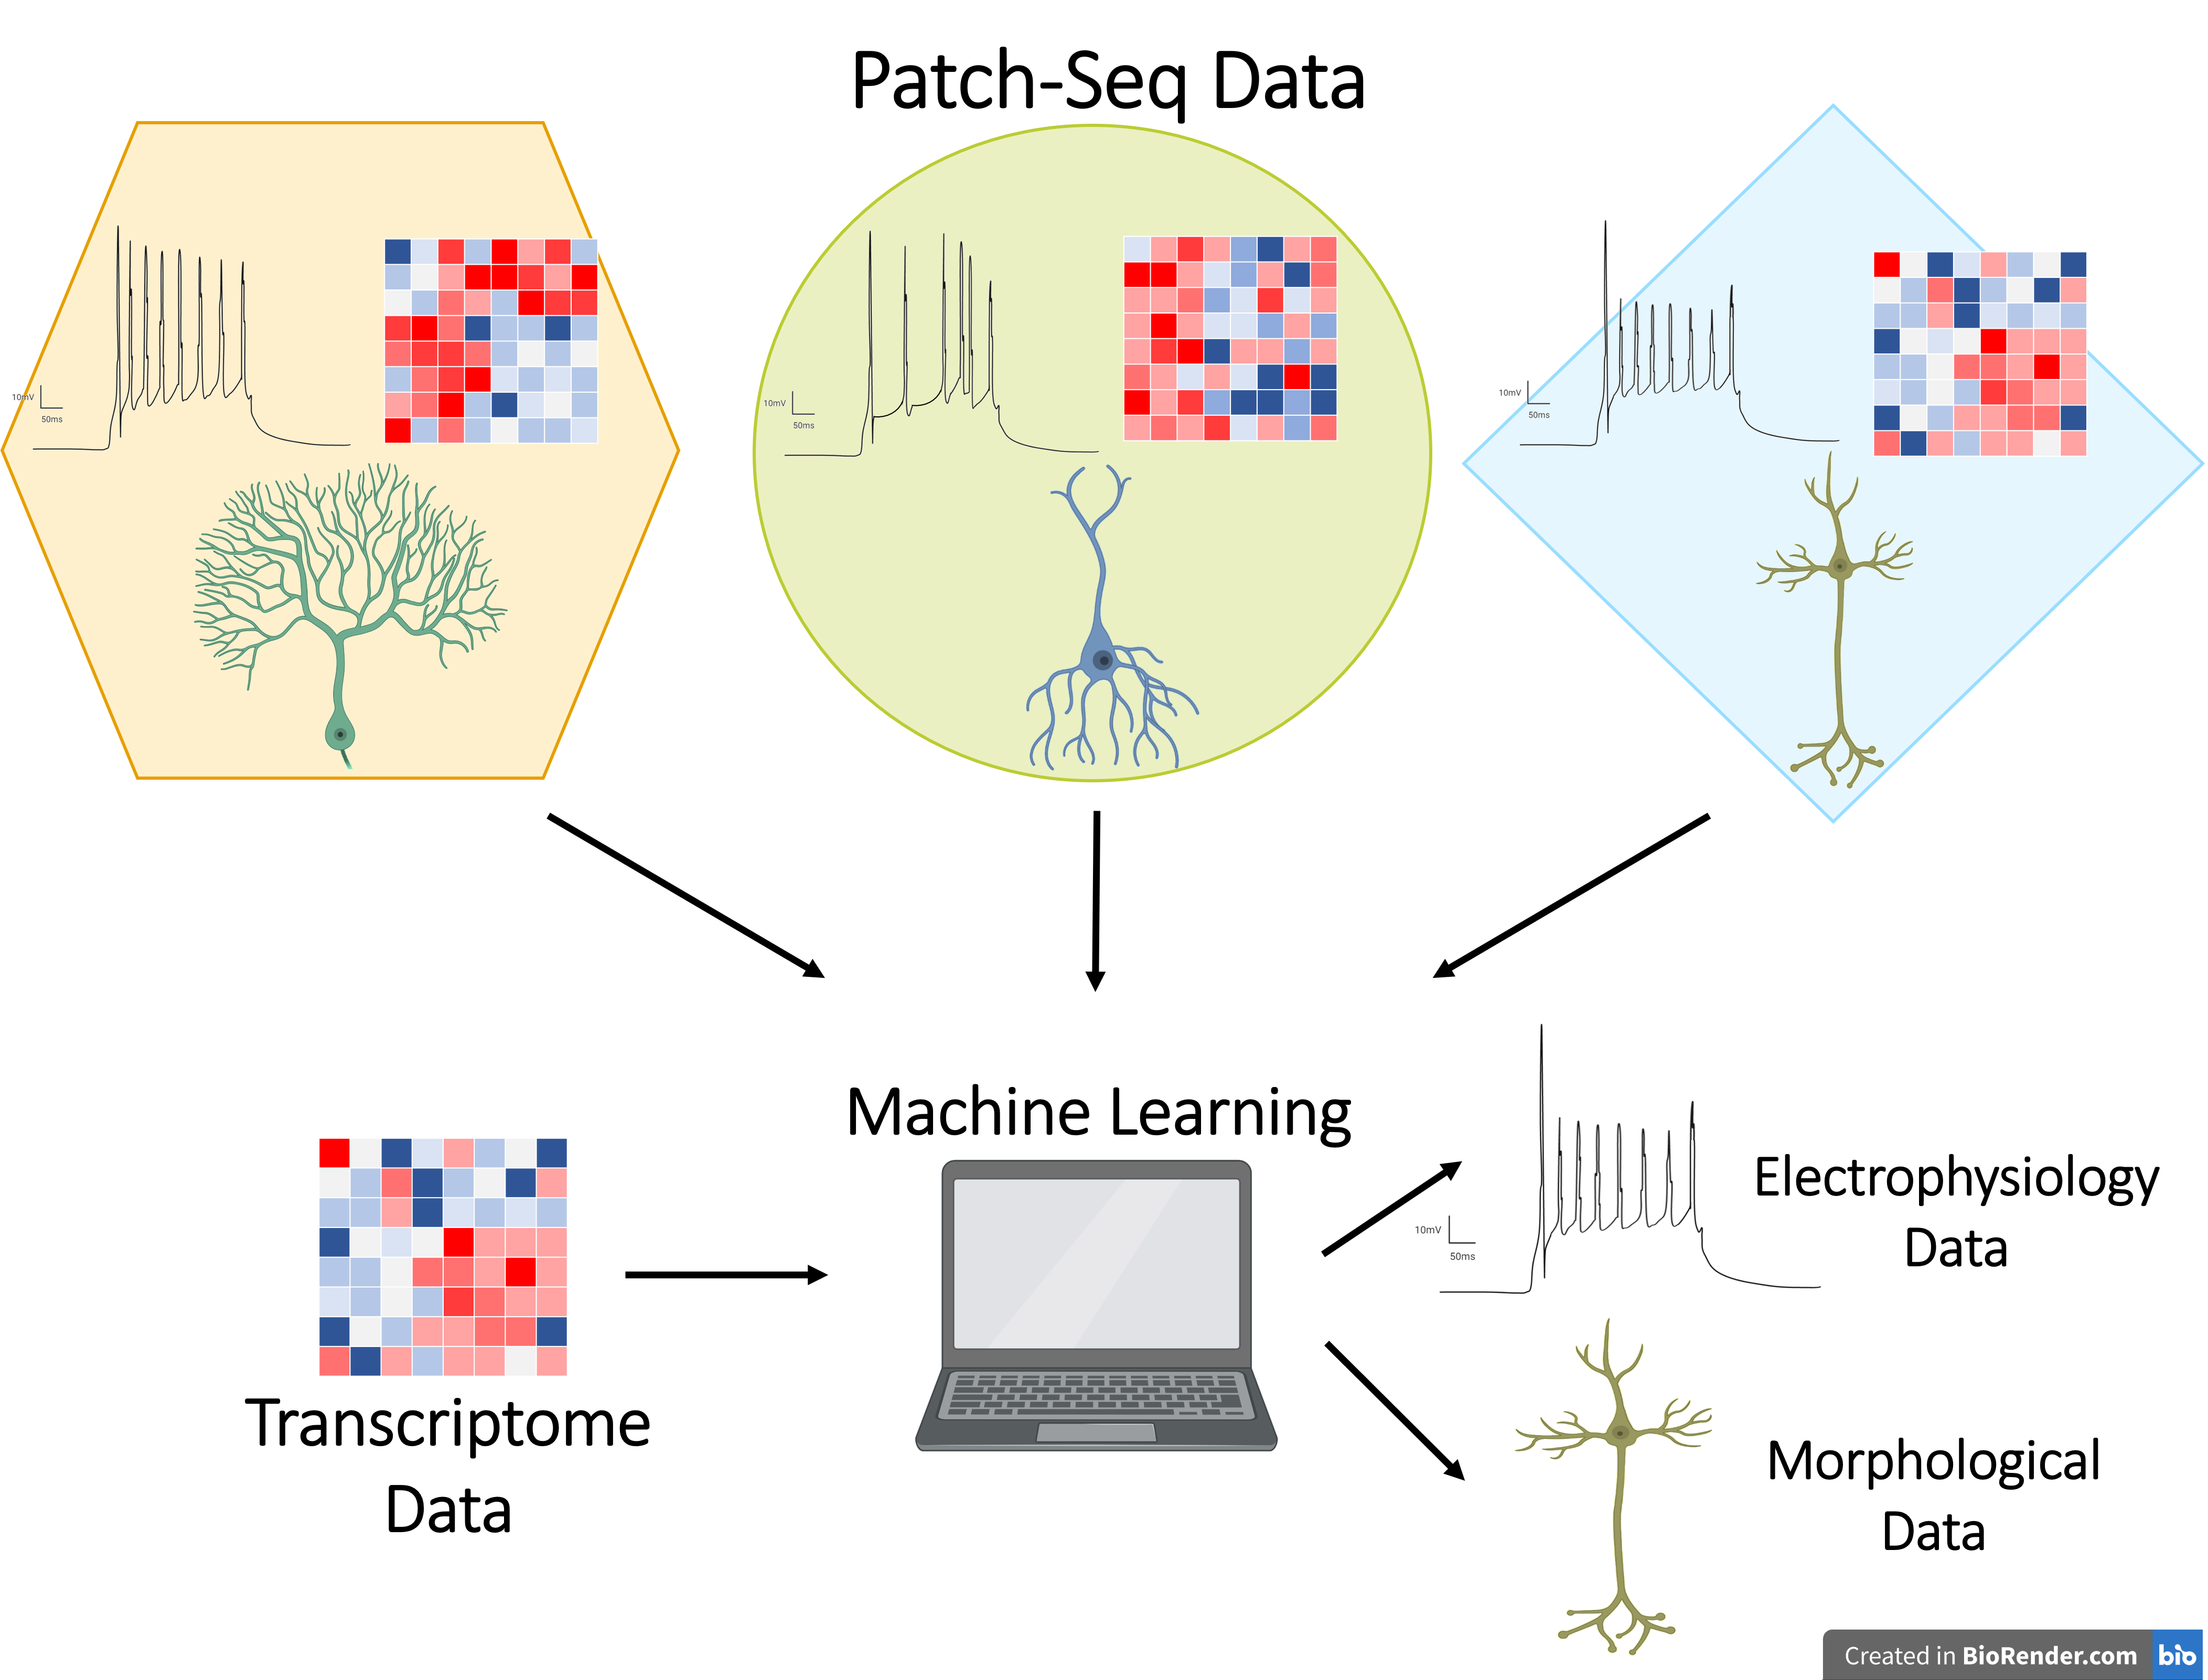 Patch-Seq Data
10mV
50ms
10mV
50ms
10mV
50ms
Machine Learning
Transcriptome
Data
10mV
50ms
Electrophysiology
Data
Morphological
Data
Created in BioRender.com bio